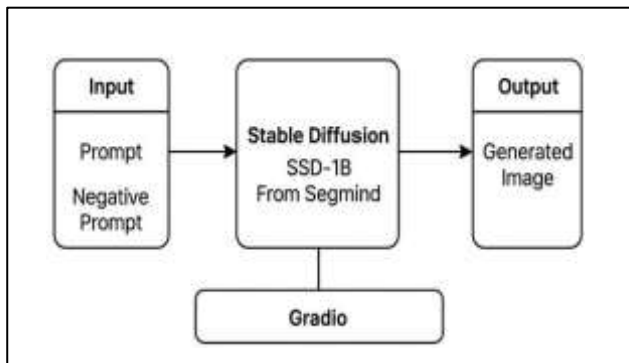 Input
Prompt
Negative
Prompt
Stable Diffusion
SSD-1B
From Segmind
Output
Generated
Image
Gradio